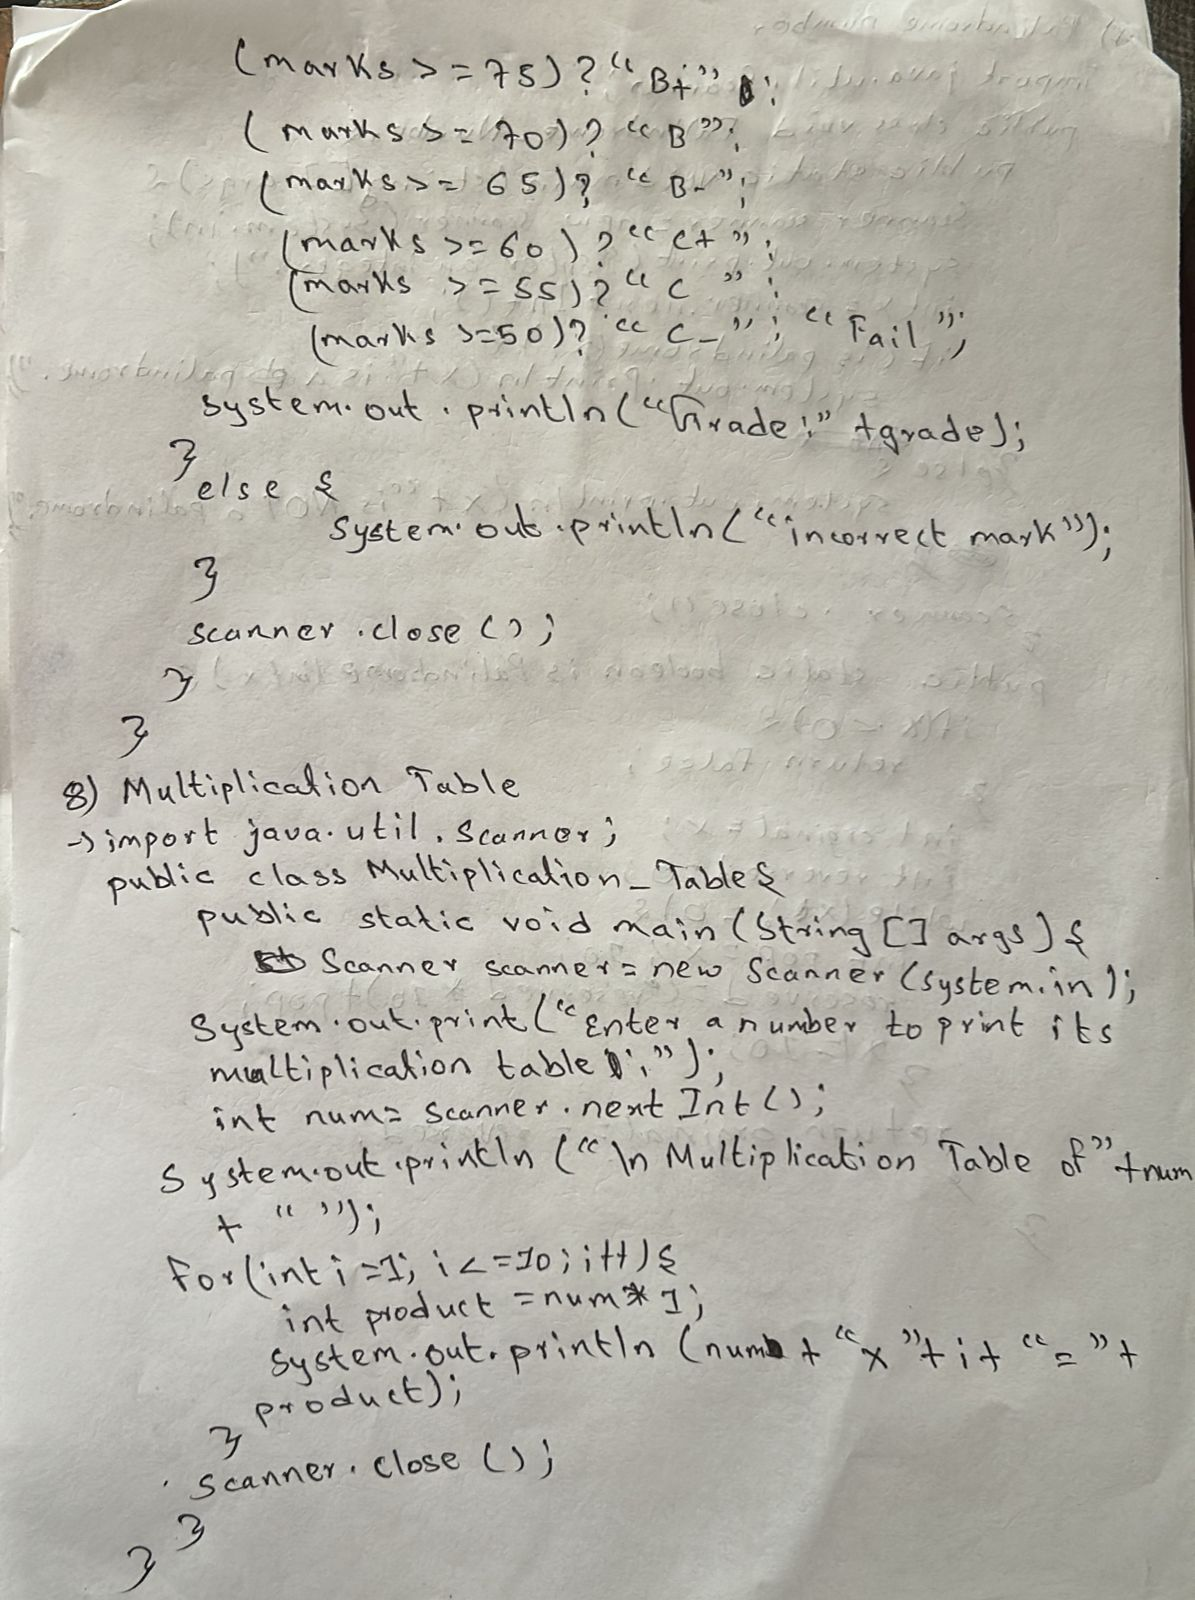 (marks >=75)? "B+" :
(marks >=70)? "B":
(marks >= 65)? "B-":
(marks >=60)? "C+":
(marks >=55)? "C":
(marks >=50)? "C-": "Fail";
System.out.println("Grade:" +grade);
}
else {
System.out.println("incorrect mark");
}
scanner.close();
}
}
8) Multiplication Table
→ import java.util.Scanner;
public class Multiplication_Table{
public static void main (String[] args) {
Scanner scanner = new Scanner (System.in);
System.out.print("Enter a number to print its
multiplication table:");
int num= scanner.nextInt();
System.out.println ("\n Multiplication Table of" +num
+ " ");
For(int i=1; i<=10; i++){
int product =num*1;
System.out.println (num + "x"+i+ "="+
product);
}
scanner.close();
}
}